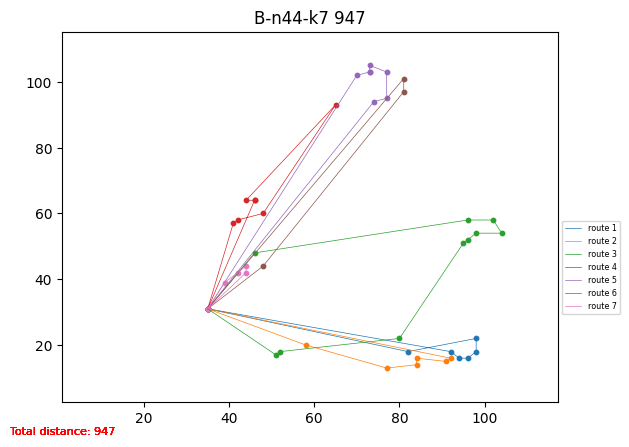 B-n44-k7 947
100
80
60
40
20
20
40
60
80
100
route 1
route 2
route 3
route 4
route 5
route 6
route 7
Total distance: 947